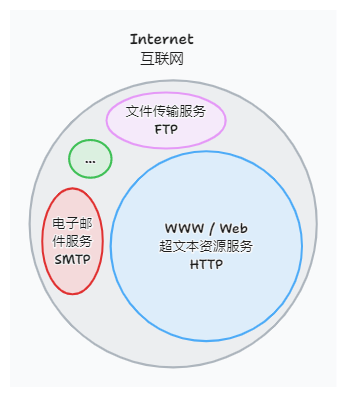 Internet
互联网
文件传输服务
FTP
...
电子邮
件服务
SMTP
WWW / Web
超文本资源服务
HTTP